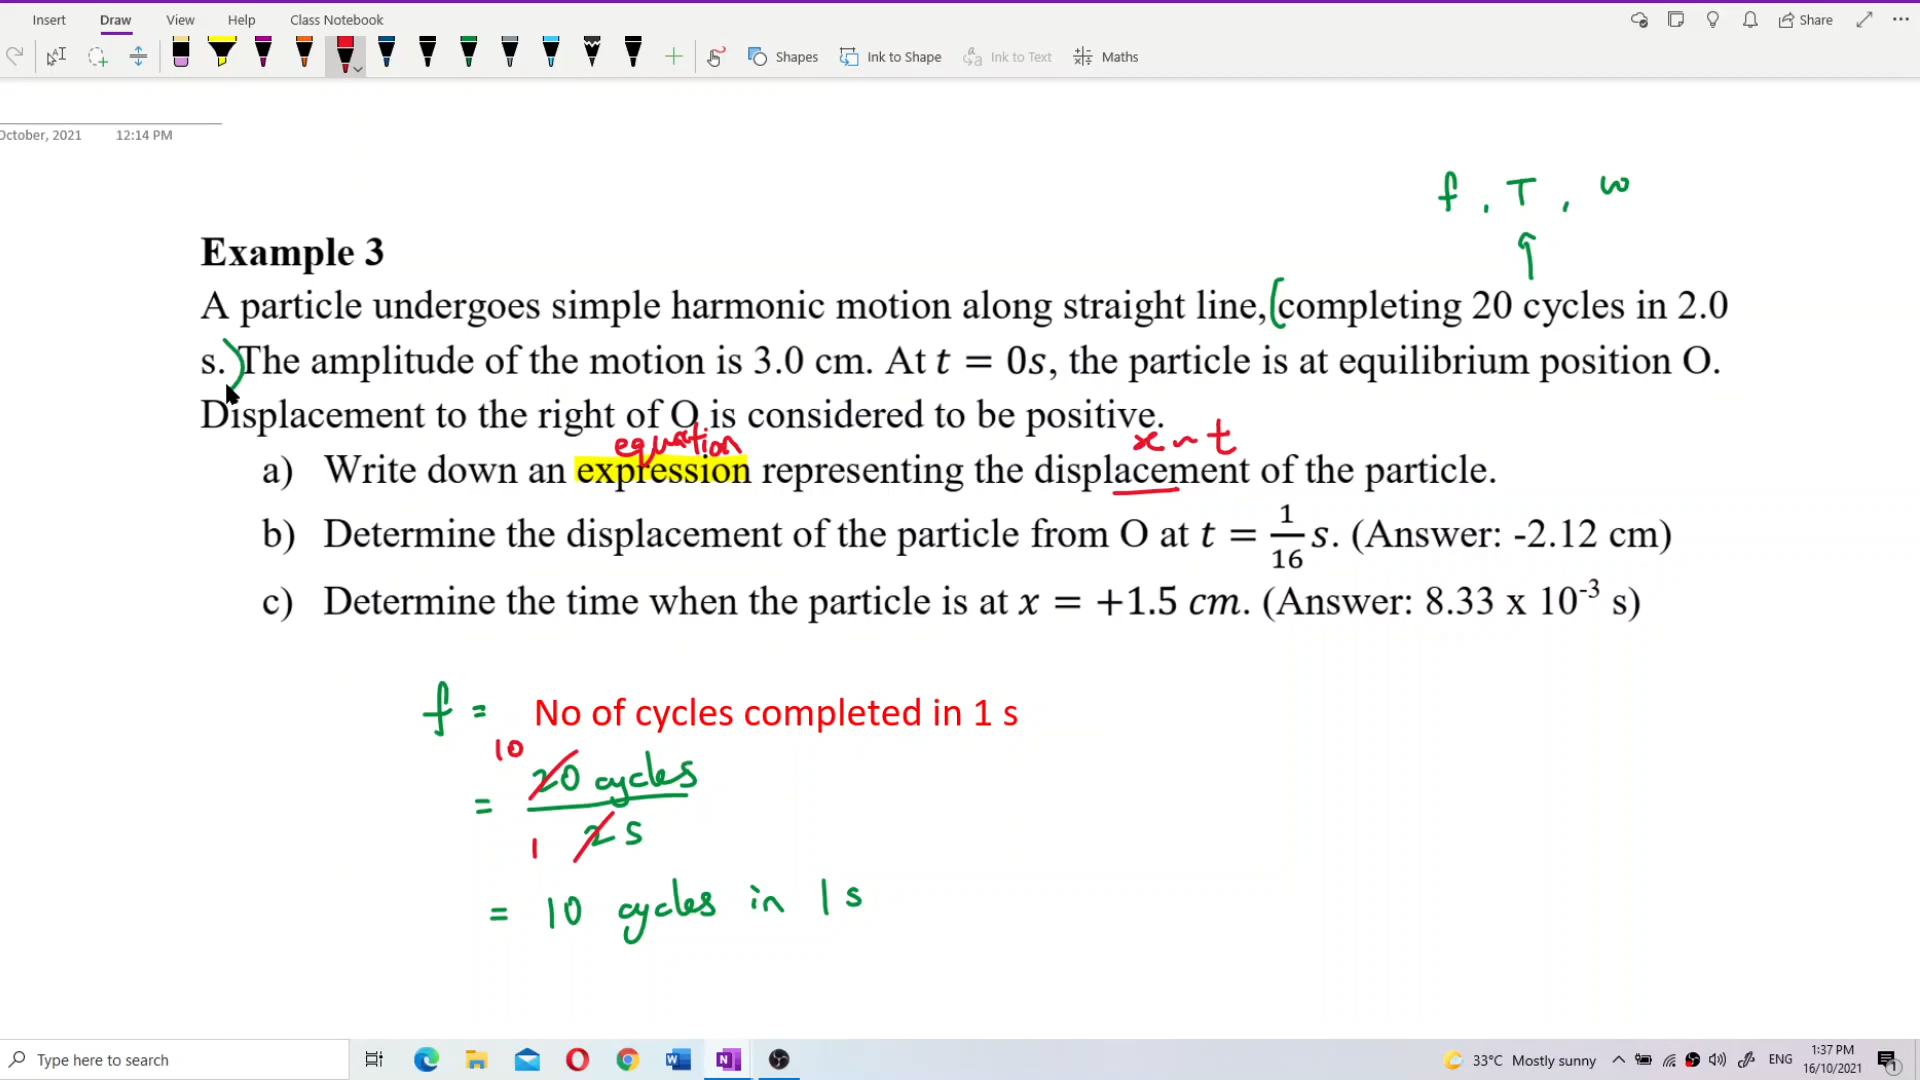 Insert Draw View Help Class Notebook Share
Shapes Ink to Shape Ink to Text Maths
October, 2021 12:14 PM
f , T , ω
Example 3
A particle undergoes simple harmonic motion along straight line, (completing 20 cycles in 2.0
s.) The amplitude of the motion is 3.0 cm. At t = 0s, the particle is at equilibrium position O.
Displacement to the right of O is considered to be positive.
equation x ~ t
a) Write down an expression representing the displacement of the particle.
b) Determine the displacement of the particle from O at t = 1/16 s. (Answer: -2.12 cm)
c) Determine the time when the particle is at x = +1.5 cm. (Answer: 8.33 x 10⁻³ s)
f = No of cycles completed in 1 s
10
= 20 cycles
1 2 s
= 10 cycles in 1 s
Type here to search 33°C Mostly sunny ENG 1:37 PM
16/10/2021